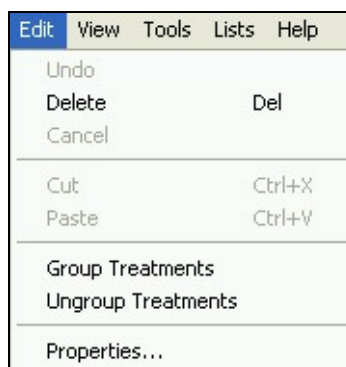 Edit View Tools Lists Help
Undo
Delete Del
Cancel
Cut Ctrl+X
Paste Ctrl+V
Group Treatments
Ungroup Treatments
Properties...